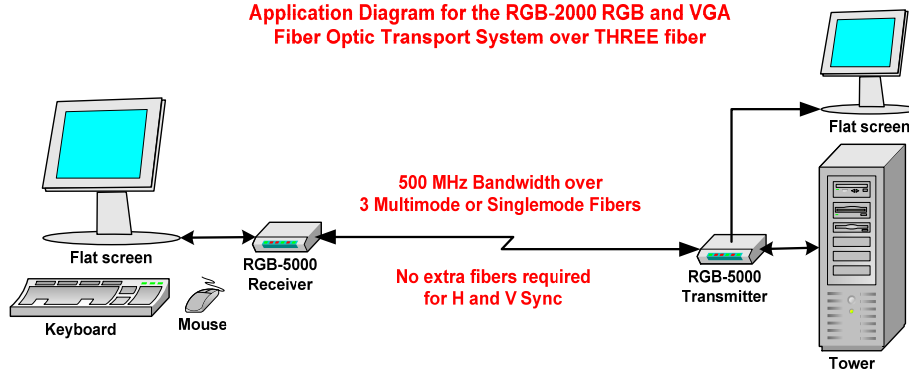 Application Diagram for the RGB-2000 RGB and VGA
Fiber Optic Transport System over THREE fiber
Flat screen
500 MHz Bandwidth over
3 Multimode or Singlemode Fibers
Flat screen
RGB-5000
Receiver
No extra fibers required
for H and V Sync
RGB-5000
Transmitter
Keyboard
Mouse
Tower